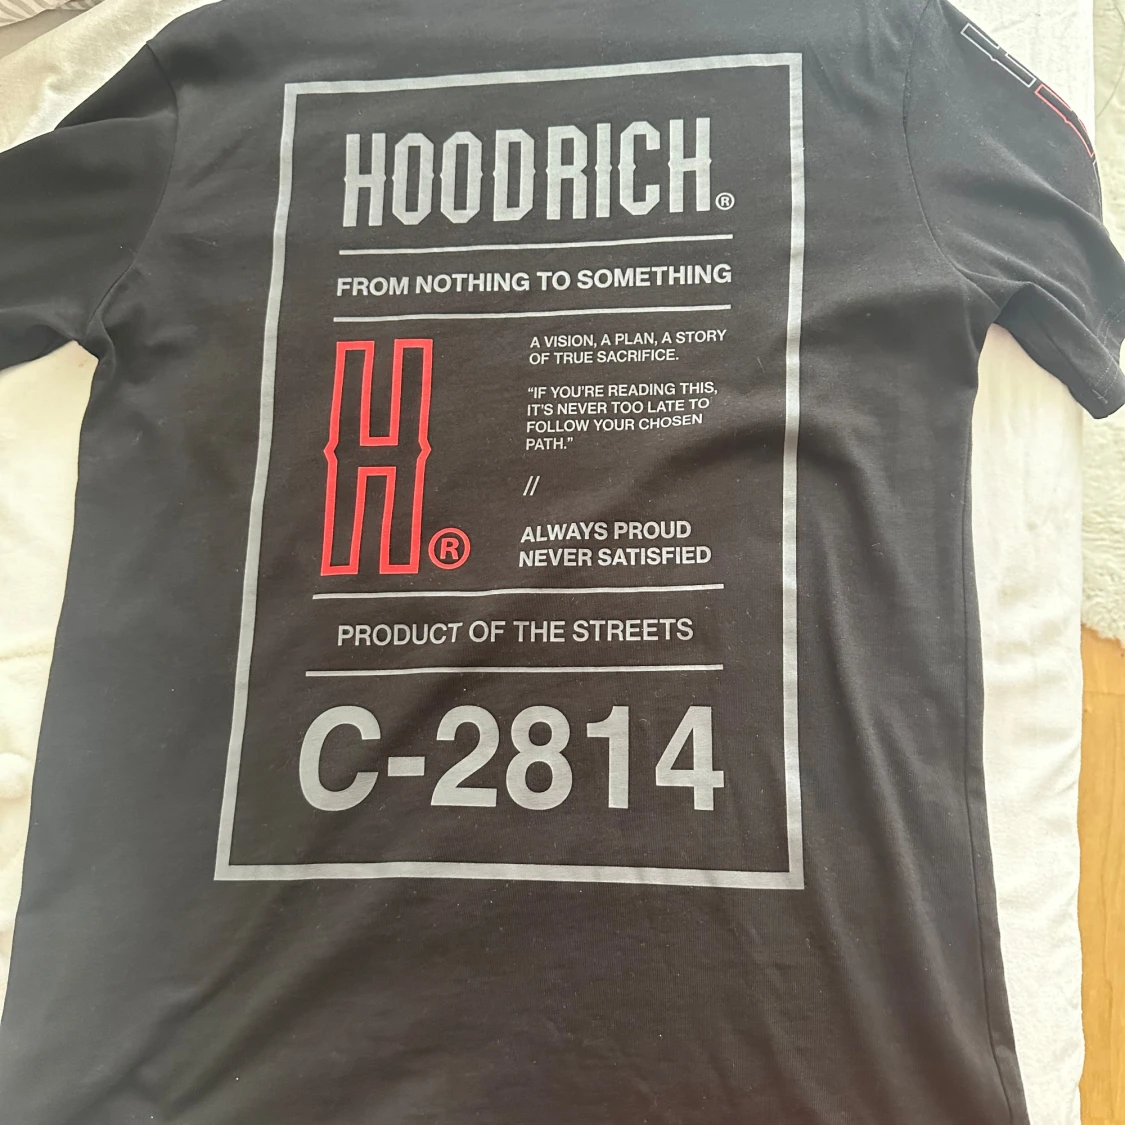 HOODRICH®
FROM NOTHING TO SOMETHING
H®
A VISION, A PLAN, A STORY
OF TRUE SACRIFICE.
“IF YOU’RE READING THIS,
IT’S NEVER TOO LATE TO
FOLLOW YOUR CHOSEN
PATH.”
//
ALWAYS PROUD
NEVER SATISFIED
PRODUCT OF THE STREETS
C-2814